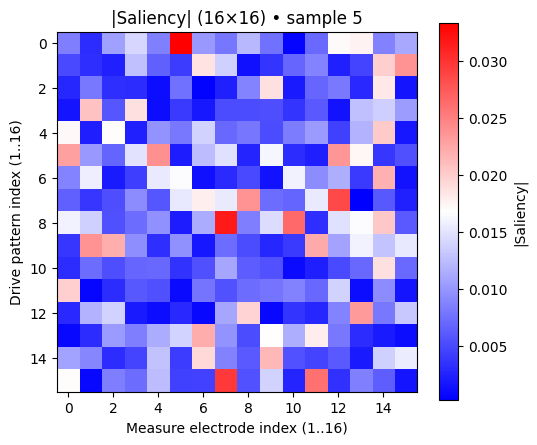 |Saliency| (16×16) • sample 5
0
2
4
6
8
10
12
14
Drive pattern index (1..16)
0 2 4 6 8 10 12 14
Measure electrode index (1..16)
0.030
0.025
0.020
0.015
0.010
0.005
|Saliency|